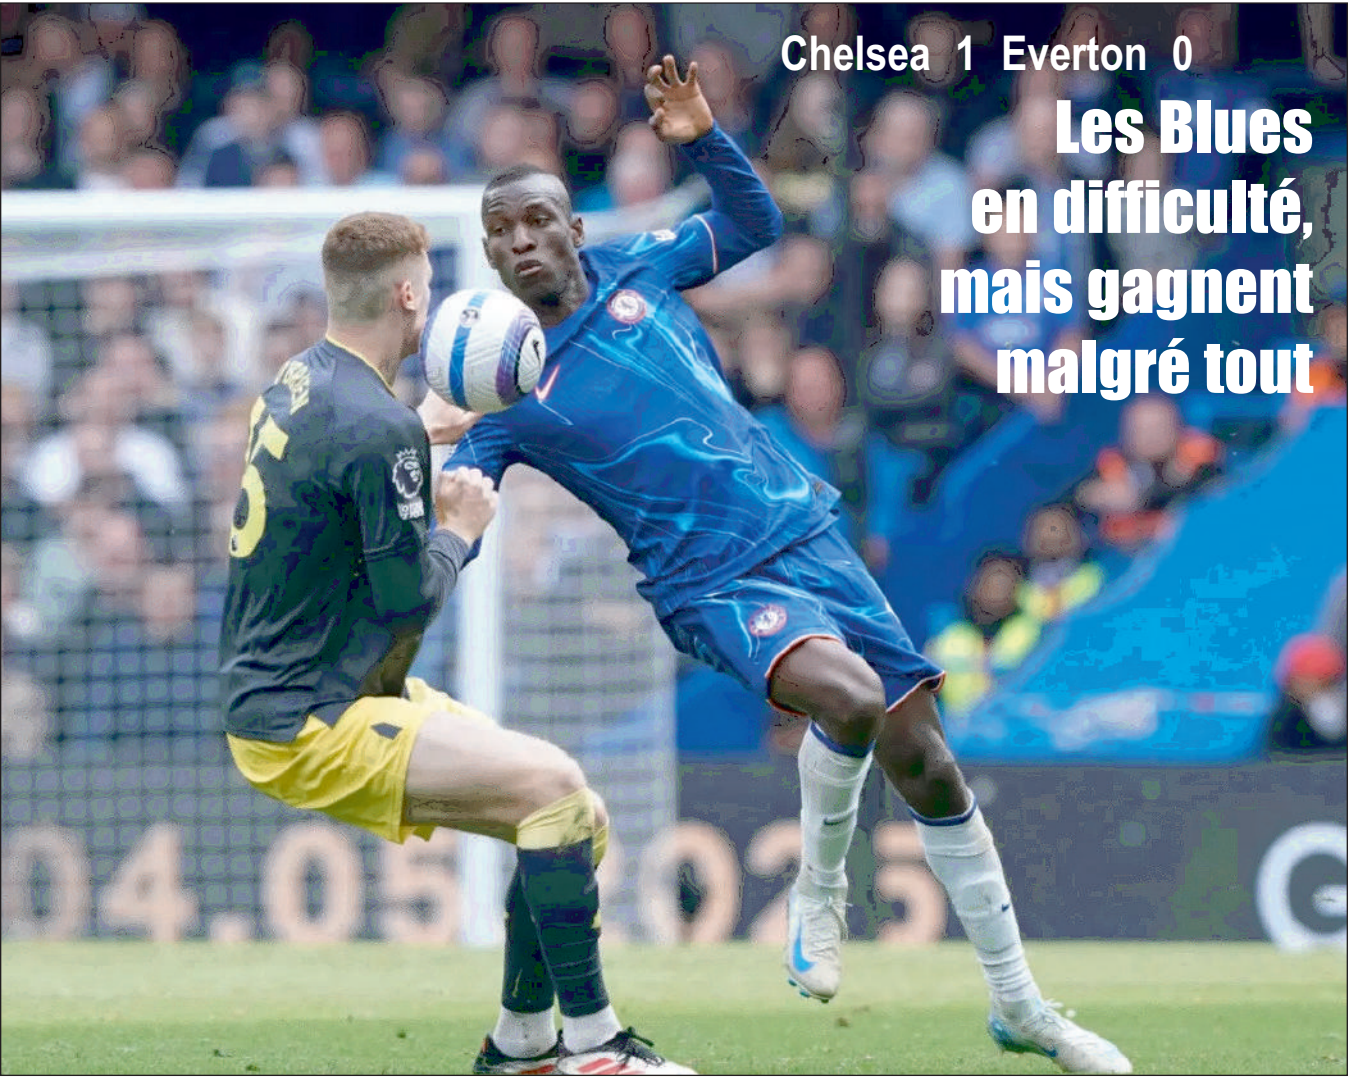 Chelsea 1 Everton 0
Les Blues
en difficulté,
mais gagnent
malgré tout
04.05 2025